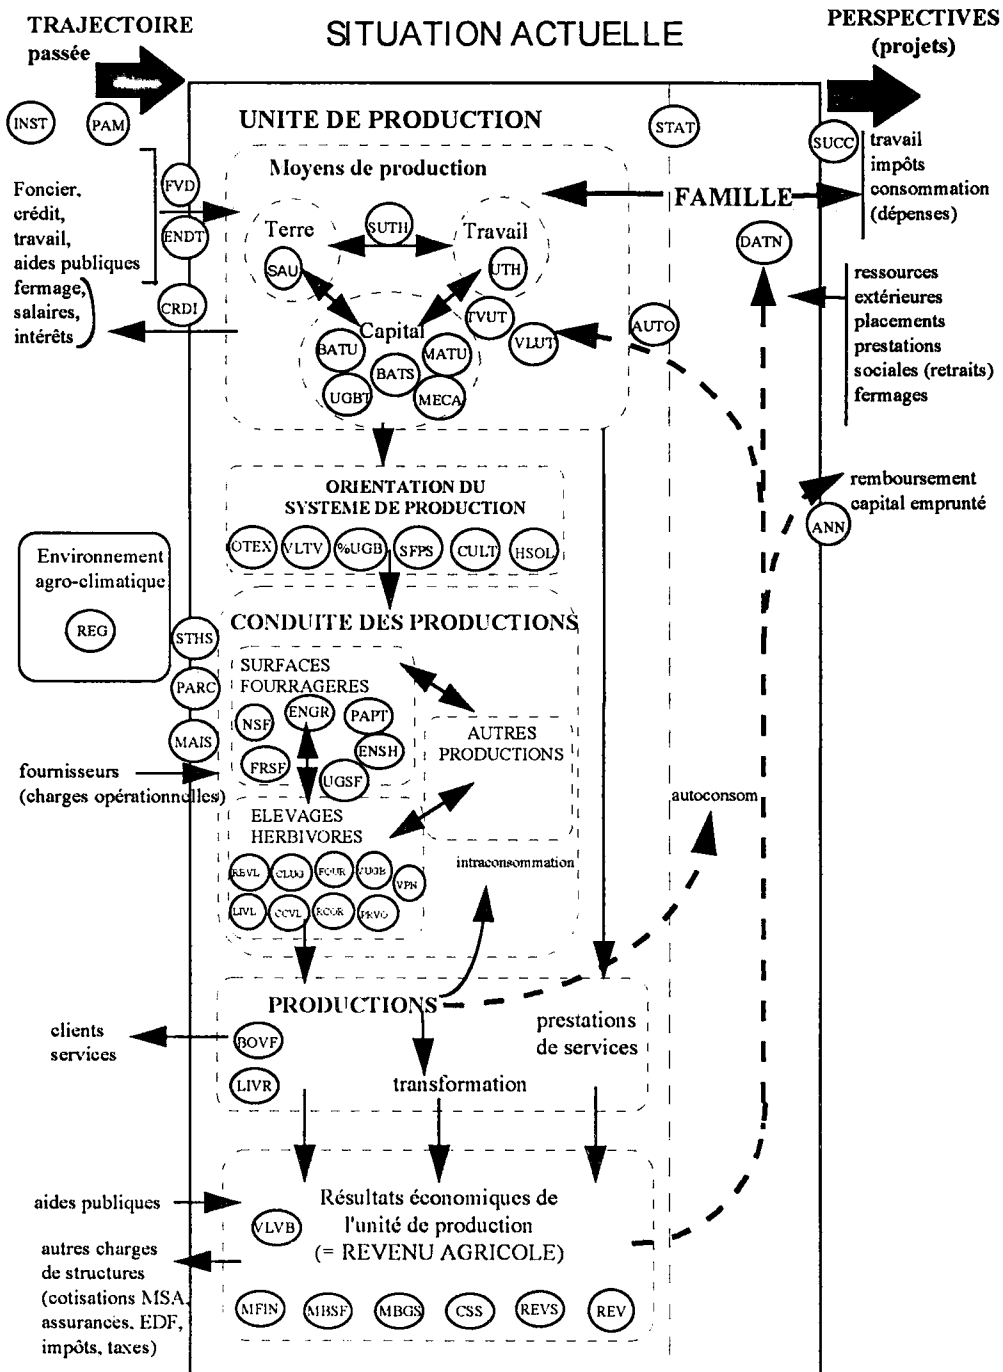 TRAJECTOIRE
passée
SITUATION ACTUELLE
PERSPECTIVES
(projets)
INST
PAM
UNITE DE PRODUCTION
STAT
SUCC
travail
impôts
consommation
(dépenses)
Moyens de production
FAMILLE
FVD
ENDT
CRDI
Foncier,
crédit,
travail,
aides publiques
fermage,
salaires,
intérêts
Terre
SUTH
Travail
SAU
UTH
DATN
Capital
TVUT
VLUT
AUTO
BATU
MATU
BATS
UGBT
MECA
ressources
extérieures
placements
prestations
sociales (retraits)
fermages
ORIENTATION DU
SYSTEME DE PRODUCTION
OTEX
VLTV
%UGB
SFPS
CULT
HSOL
remboursement
capital emprunté
ANN
Environnement
agro-climatique
REG
STHS
PARC
MAIS
CONDUITE DES PRODUCTIONS
SURFACES
FOURRAGERES
NSF
ENGR
PAPT
ENSH
FRSF
UGSF
AUTRES
PRODUCTIONS
fournisseurs
(charges opérationnelles)
autoconsom
ELEVAGES
HERBIVORES
intraconsommation
CLUG
FOUR
VPN
LIVL
CCVL
RCOR
PRVO
PRODUCTIONS
clients
services
BOVF
LIVR
prestations
de services
transformation
aides publiques
VLVB
Résultats économiques de
l'unité de production
(= REVENU AGRICOLE)
autres charges
de structures
(cotisations MSA,
assurances, EDF,
impôts, taxes)
MFIN
MBSF
MBGS
CSS
REVS
REV